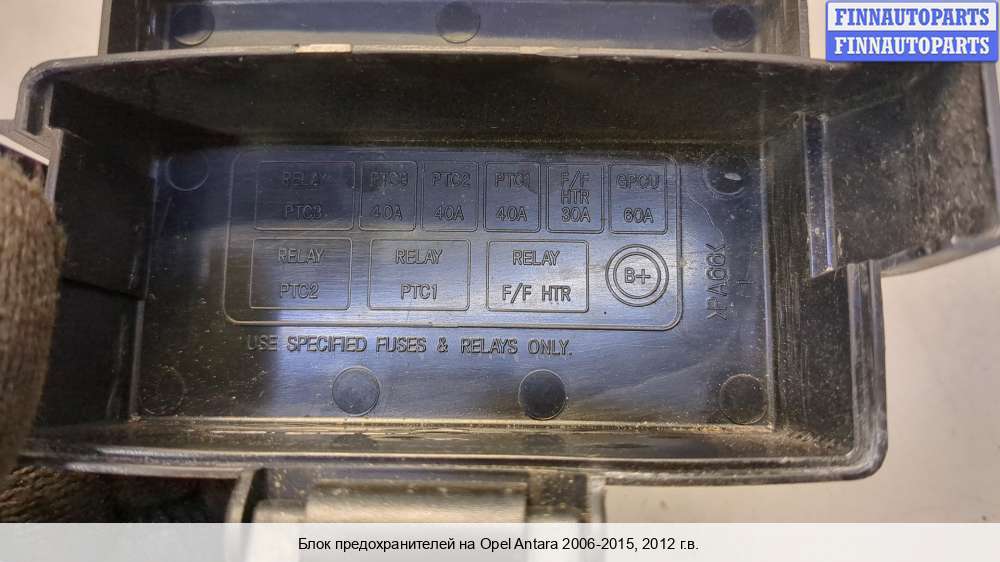 FINNAUTOPARTS
FINNAUTOPARTS
RELAY
PTC3
PTC3
40A
PTC2
40A
PTC1
40A
F/F
HTR
30A
GPCU
60A
RELAY
PTC2
RELAY
PTC1
RELAY
F/F HTR
B+
>PA66<
USE SPECIFIED FUSES & RELAYS ONLY.
Блок предохранителей на Opel Antara 2006-2015, 2012 г.в.